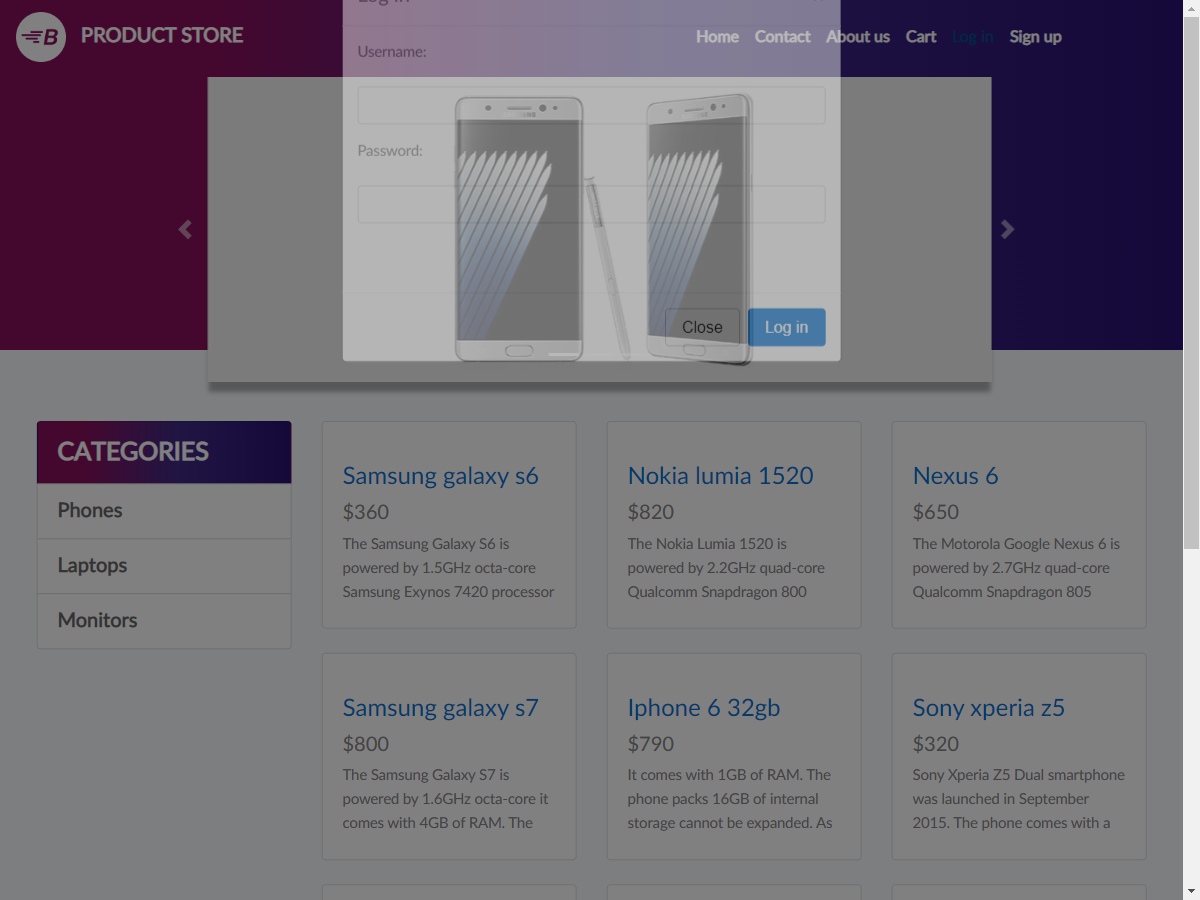 PRODUCT STORE
Home Contact About us Cart Log in Sign up
Log in
Username:
Password:
SAMSUNG
Close Log in
CATEGORIES
Phones
Laptops
Monitors
Samsung galaxy s6
$360
The Samsung Galaxy S6 is
powered by 1.5GHz octa-core
Samsung Exynos 7420 processor
Nokia lumia 1520
$820
The Nokia Lumia 1520 is
powered by 2.2GHz quad-core
Qualcomm Snapdragon 800
Nexus 6
$650
The Motorola Google Nexus 6 is
powered by 2.7GHz quad-core
Qualcomm Snapdragon 805
Samsung galaxy s7
$800
The Samsung Galaxy S7 is
powered by 1.6GHz octa-core it
comes with 4GB of RAM. The
Iphone 6 32gb
$790
It comes with 1GB of RAM. The
phone packs 16GB of internal
storage cannot be expanded. As
Sony xperia z5
$320
Sony Xperia Z5 Dual smartphone
was launched in September
2015. The phone comes with a